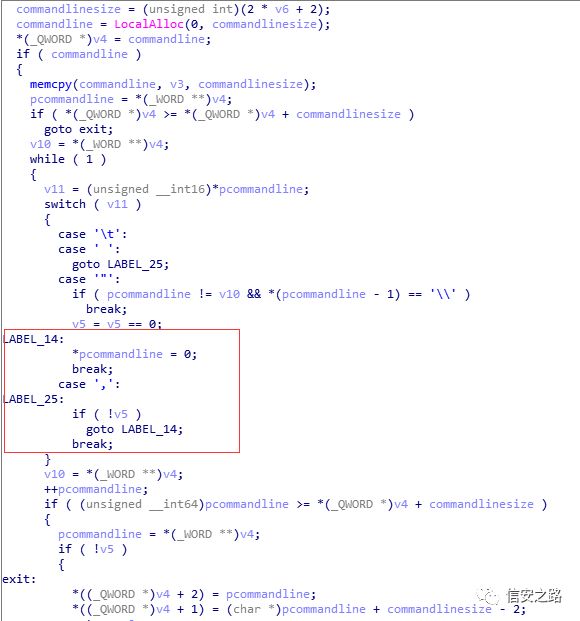 commandlinesize = (unsigned int)(2 * v6 + 2);
commandline = LocalAlloc(0, commandlinesize);
*(_QWORD *)v4 = commandline;
if ( commandline )
{
memcpy(commandline, v3, commandlinesize);
pcommandline = *(_WORD **)v4;
if ( *(_QWORD *)v4 >= *(_QWORD *)v4 + commandlinesize )
goto exit;
v10 = *(_WORD **)v4;
while ( 1 )
{
v11 = (unsigned __int16)*pcommandline;
switch ( v11 )
{
case '\t':
case ' ':
goto LABEL_25;
case '"':
if ( pcommandline != v10 && *(pcommandline - 1) == '\\' )
break;
v5 = v5 == 0;
LABEL_14:
*pcommandline = 0;
break;
case ',':
LABEL_25:
if ( !v5 )
goto LABEL_14;
break;
}
v10 = *(_WORD **)v4;
++pcommandline;
if ( (unsigned __int64)pcommandline >= *(_QWORD *)v4 + commandlinesize )
{
pcommandline = *(_WORD **)v4;
if ( !v5 )
{
exit:
*((_QWORD *)v4 + 2) = pcommandline;
*((_QWORD *)v4 + 1) = (char *)pcommandline + commandlinesize - 2;
信安之路